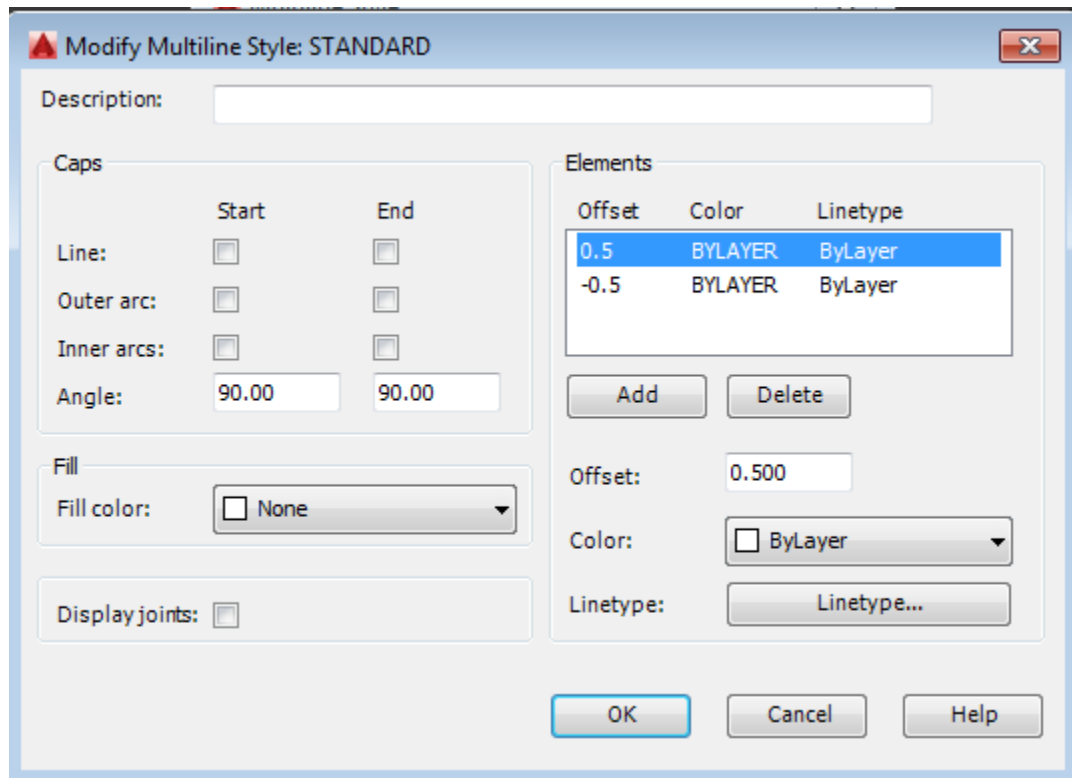 Modify Multiline Style: STANDARD
Description:
Caps
Start End
Line:
Outer arc:
Inner arcs:
Angle: 90.00 90.00
Fill
Fill color: None
Display joints:
Elements
Offset Color Linetype
0.5 BYLAYER ByLayer
-0.5 BYLAYER ByLayer
Add Delete
Offset: 0.500
Color: ByLayer
Linetype: Linetype...
OK Cancel Help